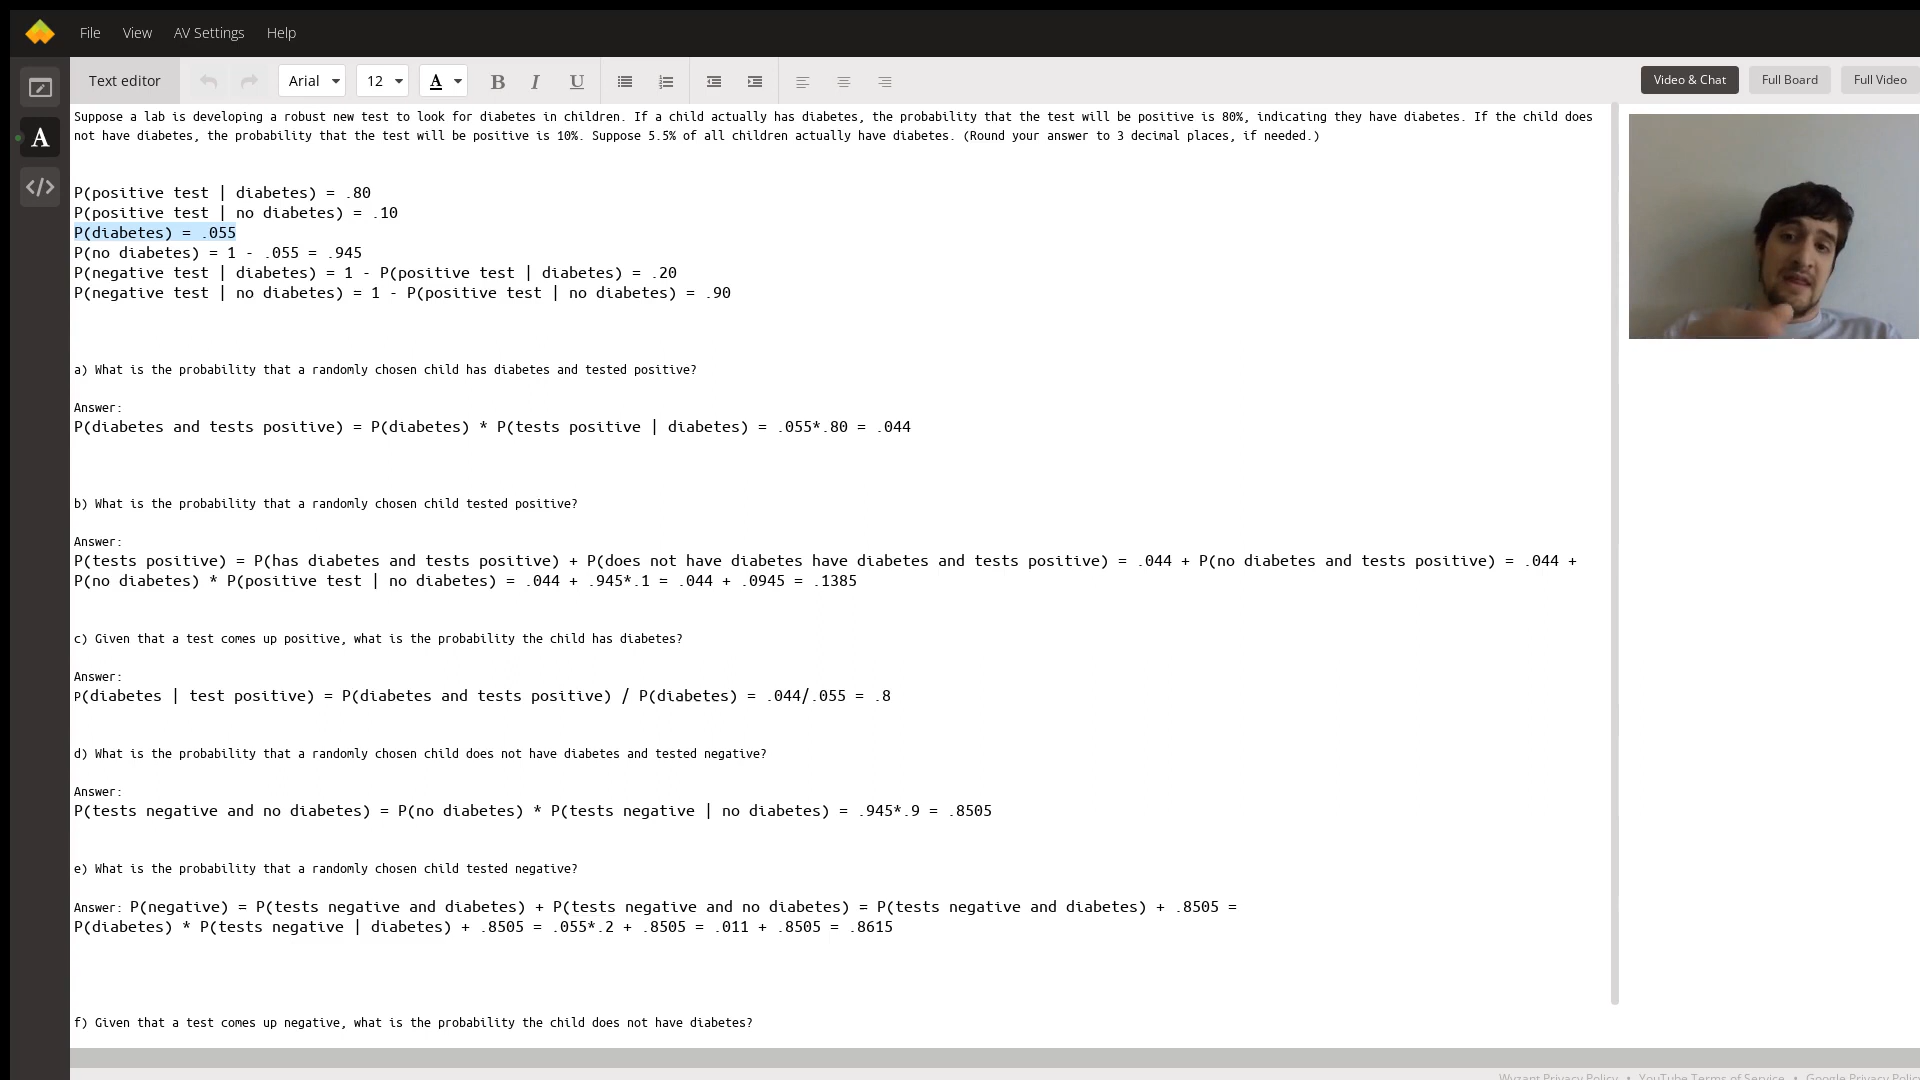 File View AV Settings Help
Text editor Arial 12 A B I U Video & Chat Full Board Full Video
Suppose a lab is developing a robust new test to look for diabetes in children. If a child actually has diabetes, the probability that the test will be positive is 80%, indicating they have diabetes. If the child does
not have diabetes, the probability that the test will be positive is 10%. Suppose 5.5% of all children actually have diabetes. (Round your answer to 3 decimal places, if needed.)
P(positive test | diabetes) = .80
P(positive test | no diabetes) = .10
P(diabetes) = .055
P(no diabetes) = 1 - .055 = .945
P(negative test | diabetes) = 1 - P(positive test | diabetes) = .20
P(negative test | no diabetes) = 1 - P(positive test | no diabetes) = .90
a) What is the probability that a randomly chosen child has diabetes and tested positive?
Answer:
P(diabetes and tests positive) = P(diabetes) * P(tests positive | diabetes) = .055*.80 = .044
b) What is the probability that a randomly chosen child tested positive?
Answer:
P(tests positive) = P(has diabetes and tests positive) + P(does not have diabetes have diabetes and tests positive) = .044 + P(no diabetes and tests positive) = .044 +
P(no diabetes) * P(positive test | no diabetes) = .044 + .945*.1 = .044 + .0945 = .1385
c) Given that a test comes up positive, what is the probability the child has diabetes?
Answer:
P(diabetes | test positive) = P(diabetes and tests positive) / P(diabetes) = .044/.055 = .8
d) What is the probability that a randomly chosen child does not have diabetes and tested negative?
Answer:
P(tests negative and no diabetes) = P(no diabetes) * P(tests negative | no diabetes) = .945*.9 = .8505
e) What is the probability that a randomly chosen child tested negative?
Answer: P(negative) = P(tests negative and diabetes) + P(tests negative and no diabetes) = P(tests negative and diabetes) + .8505 =
P(diabetes) * P(tests negative | diabetes) + .8505 = .055*.2 + .8505 = .011 + .8505 = .8615
f) Given that a test comes up negative, what is the probability the child does not have diabetes?
Wyzant Privacy Policy • YouTube Terms of Service • Google Privacy Policy